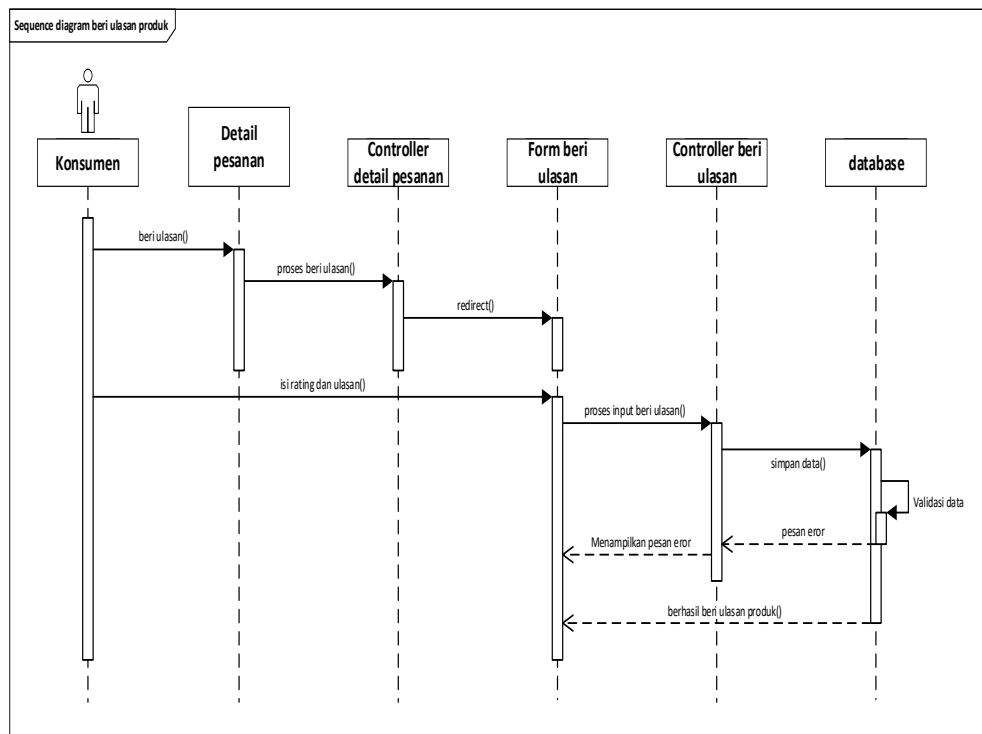 Sequence diagram beri ulasan produk
Konsumen
Detail
pesanan
Controller
detail pesanan
Form beri
ulasan
Controller beri
ulasan
database
beri ulasan()
proses beri ulasan()
redirect()
isi rating dan ulasan()
proses input beri ulasan()
simpan data()
Validasi data
pesan eror
Menampilkan pesan eror
berhasil beri ulasan produk()